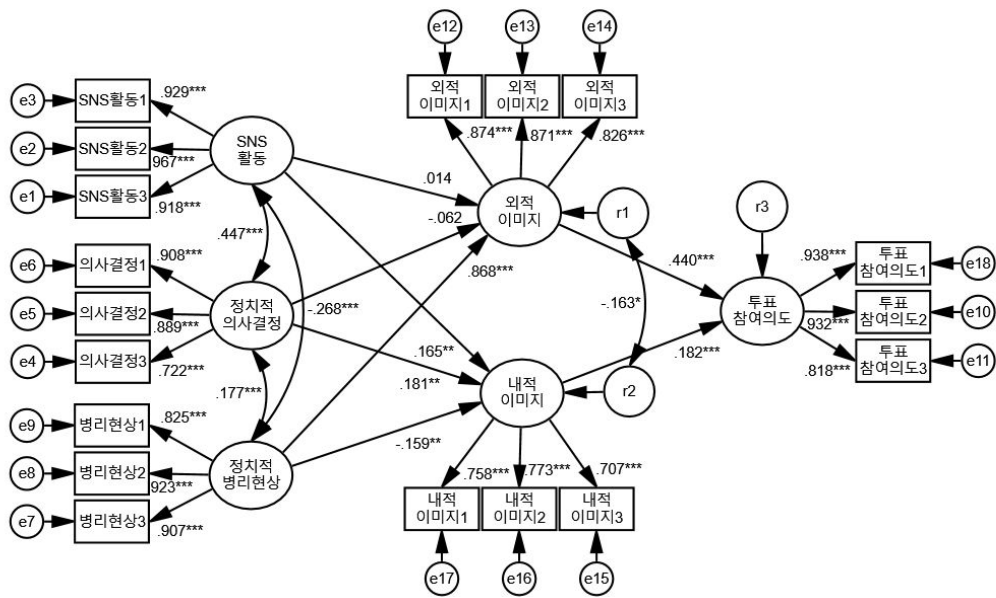 e12
e13
e14
외적
이미지1
외적
이미지2
외적
이미지3
.874***
.871***
.826***
e3
SNS활동1
.929***
e2
SNS활동2
967***
e1
SNS활동3
.918***
SNS
활동
.014
외적
이미지
r1
r3
-.062
.447***
e6
의사결정1
.908***
e5
의사결정2
.889***
e4
의사결정3
.722***
정치적
의사결정
-.268***
.868***
.440***
-.163*
투표
참여의도
.938***
투표
참여의도1
e18
932***
투표
참여의도2
e10
.818***
투표
참여의도3
e11
.165**
.181**
.182***
.177***
내적
이미지
r2
e9
병리현상1
.825***
e8
병리현상2
923***
e7
병리현상3
.907***
정치적
병리현상
-.159**
.758***
.773***
.707***
내적
이미지1
내적
이미지2
내적
이미지3
e17
e16
e15